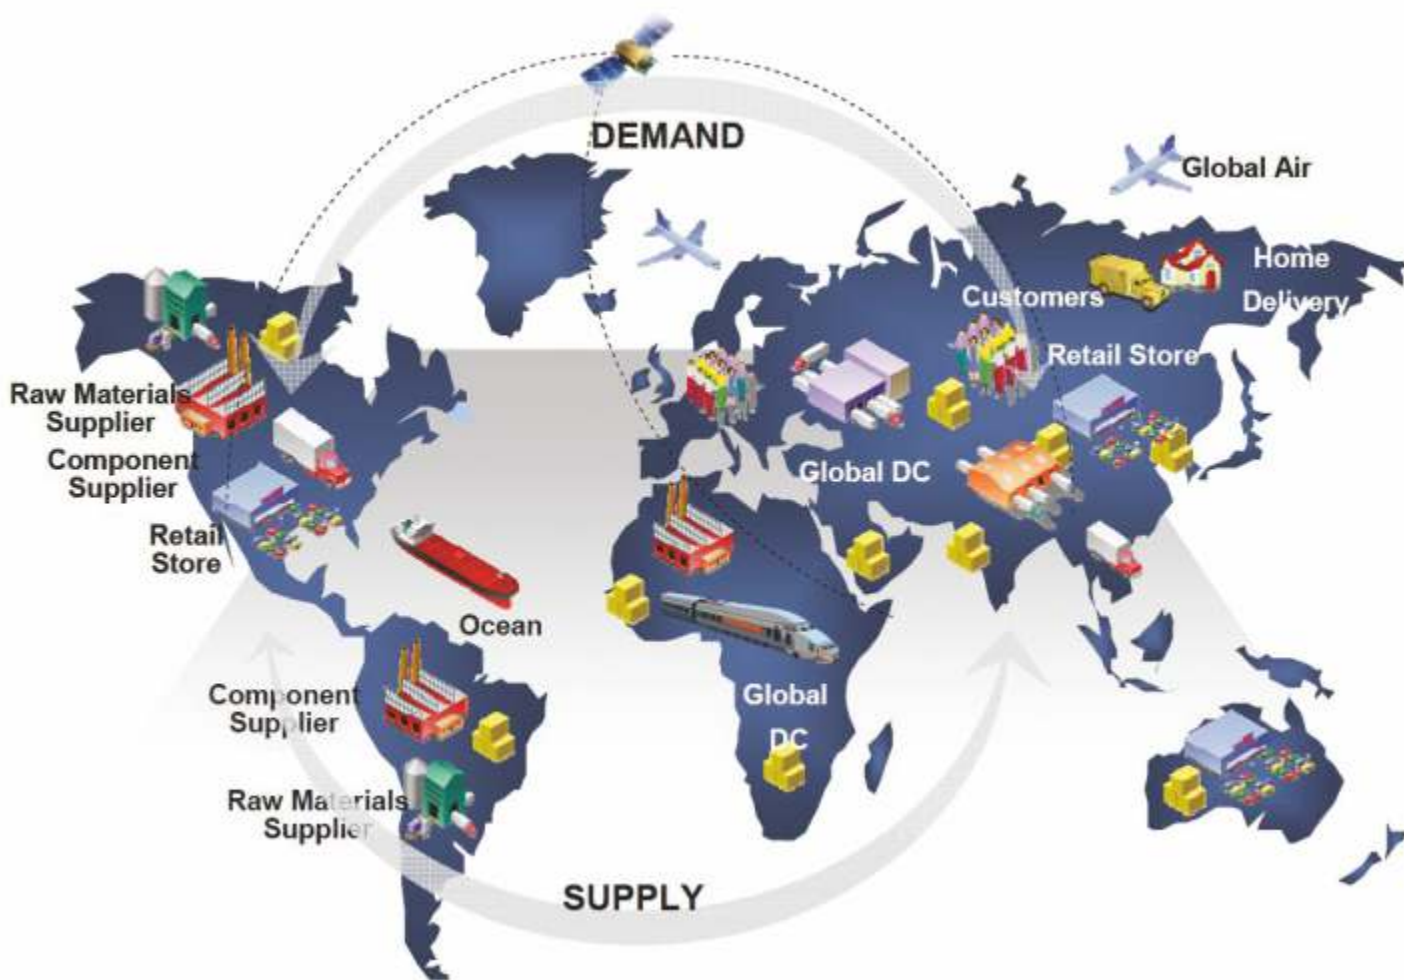 DEMAND
Global Air
Home
Delivery
Customers
Retail Store
Raw Materials
Supplier
Component
Supplier
Global DC
Retail
Store
Ocean
Component
Supplier
Global
DC
Raw Materials
Supplier
SUPPLY